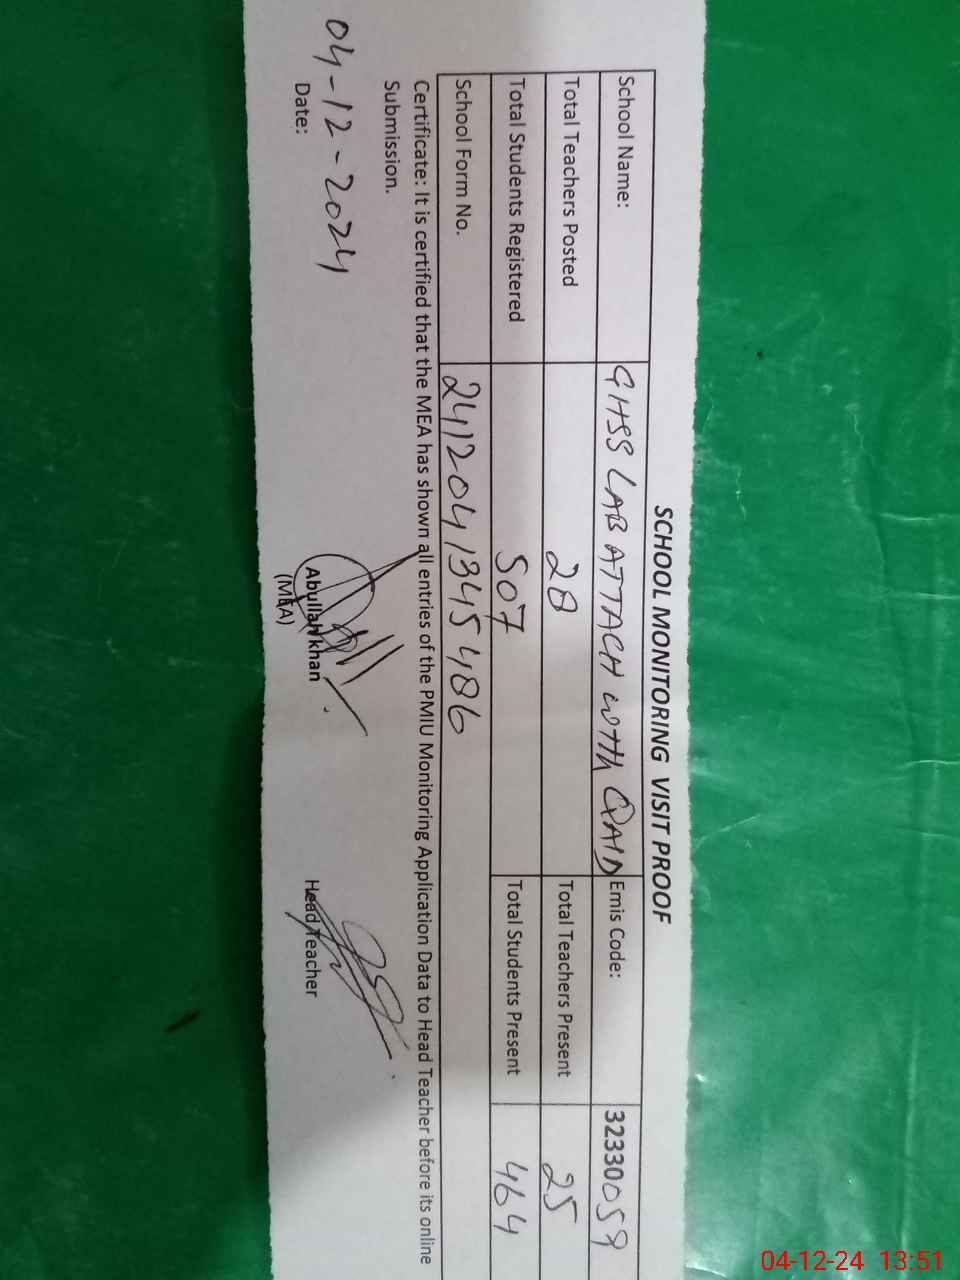 SCHOOL MONITORING VISIT PROOF
School Name: GHSS LAB ATTACH WITH QAID Emis Code: 32330059
Total Teachers Posted 28 Total Teachers Present 25
Total Students Registered 507 Total Students Present 464
School Form No. 2412041345486
Certificate: It is certified that the MEA has shown all entries of the PMIU Monitoring Application Data to Head Teacher before its online
Submission.
04-12-2024
Date:
Abullah khan
(MEA)
Head Teacher
04-12-24 13:51